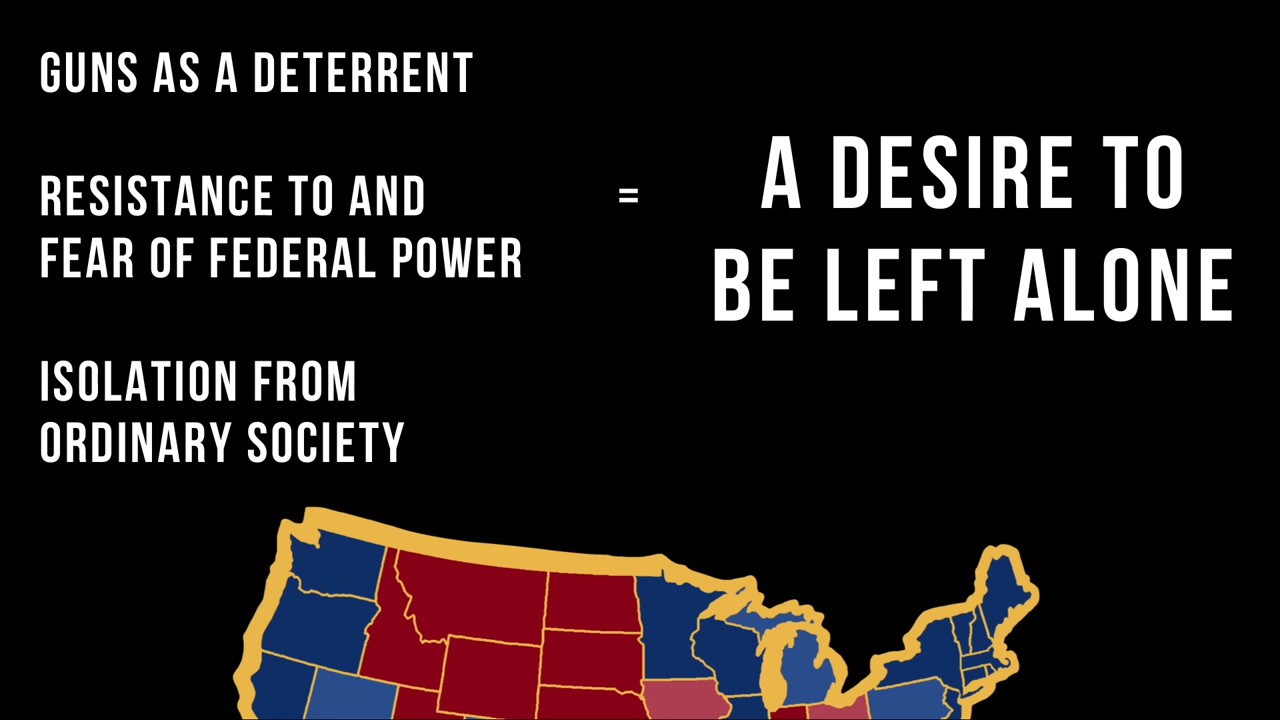 GUNS AS A DETERRENT
RESISTANCE TO AND
FEAR OF FEDERAL POWER
ISOLATION FROM
ORDINARY SOCIETY
=
A DESIRE TO
BE LEFT ALONE